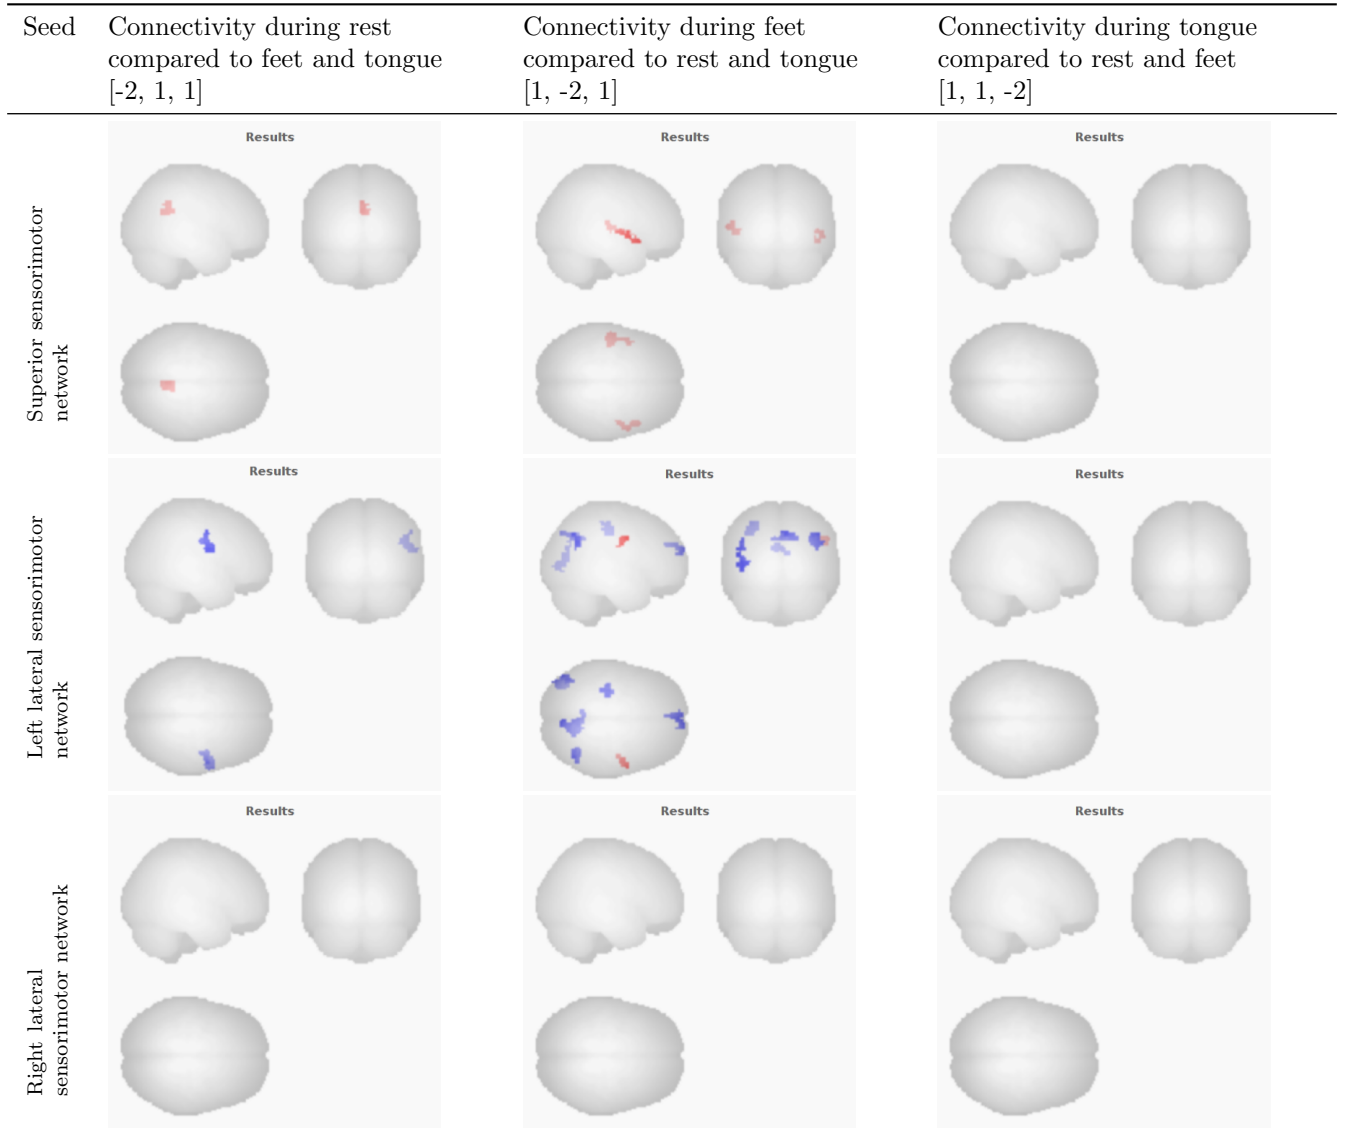 Seed
Connectivity during rest
compared to feet and tongue
[-2, 1, 1]
Connectivity during feet
compared to rest and tongue
[1, -2, 1]
Connectivity during tongue
compared to rest and feet
[1, 1, -2]
Superior sensorimotor
network
Results
Results
Results
Left lateral sensorimotor
network
Results
Results
Results
Right lateral
sensorimotor network
Results
Results
Results